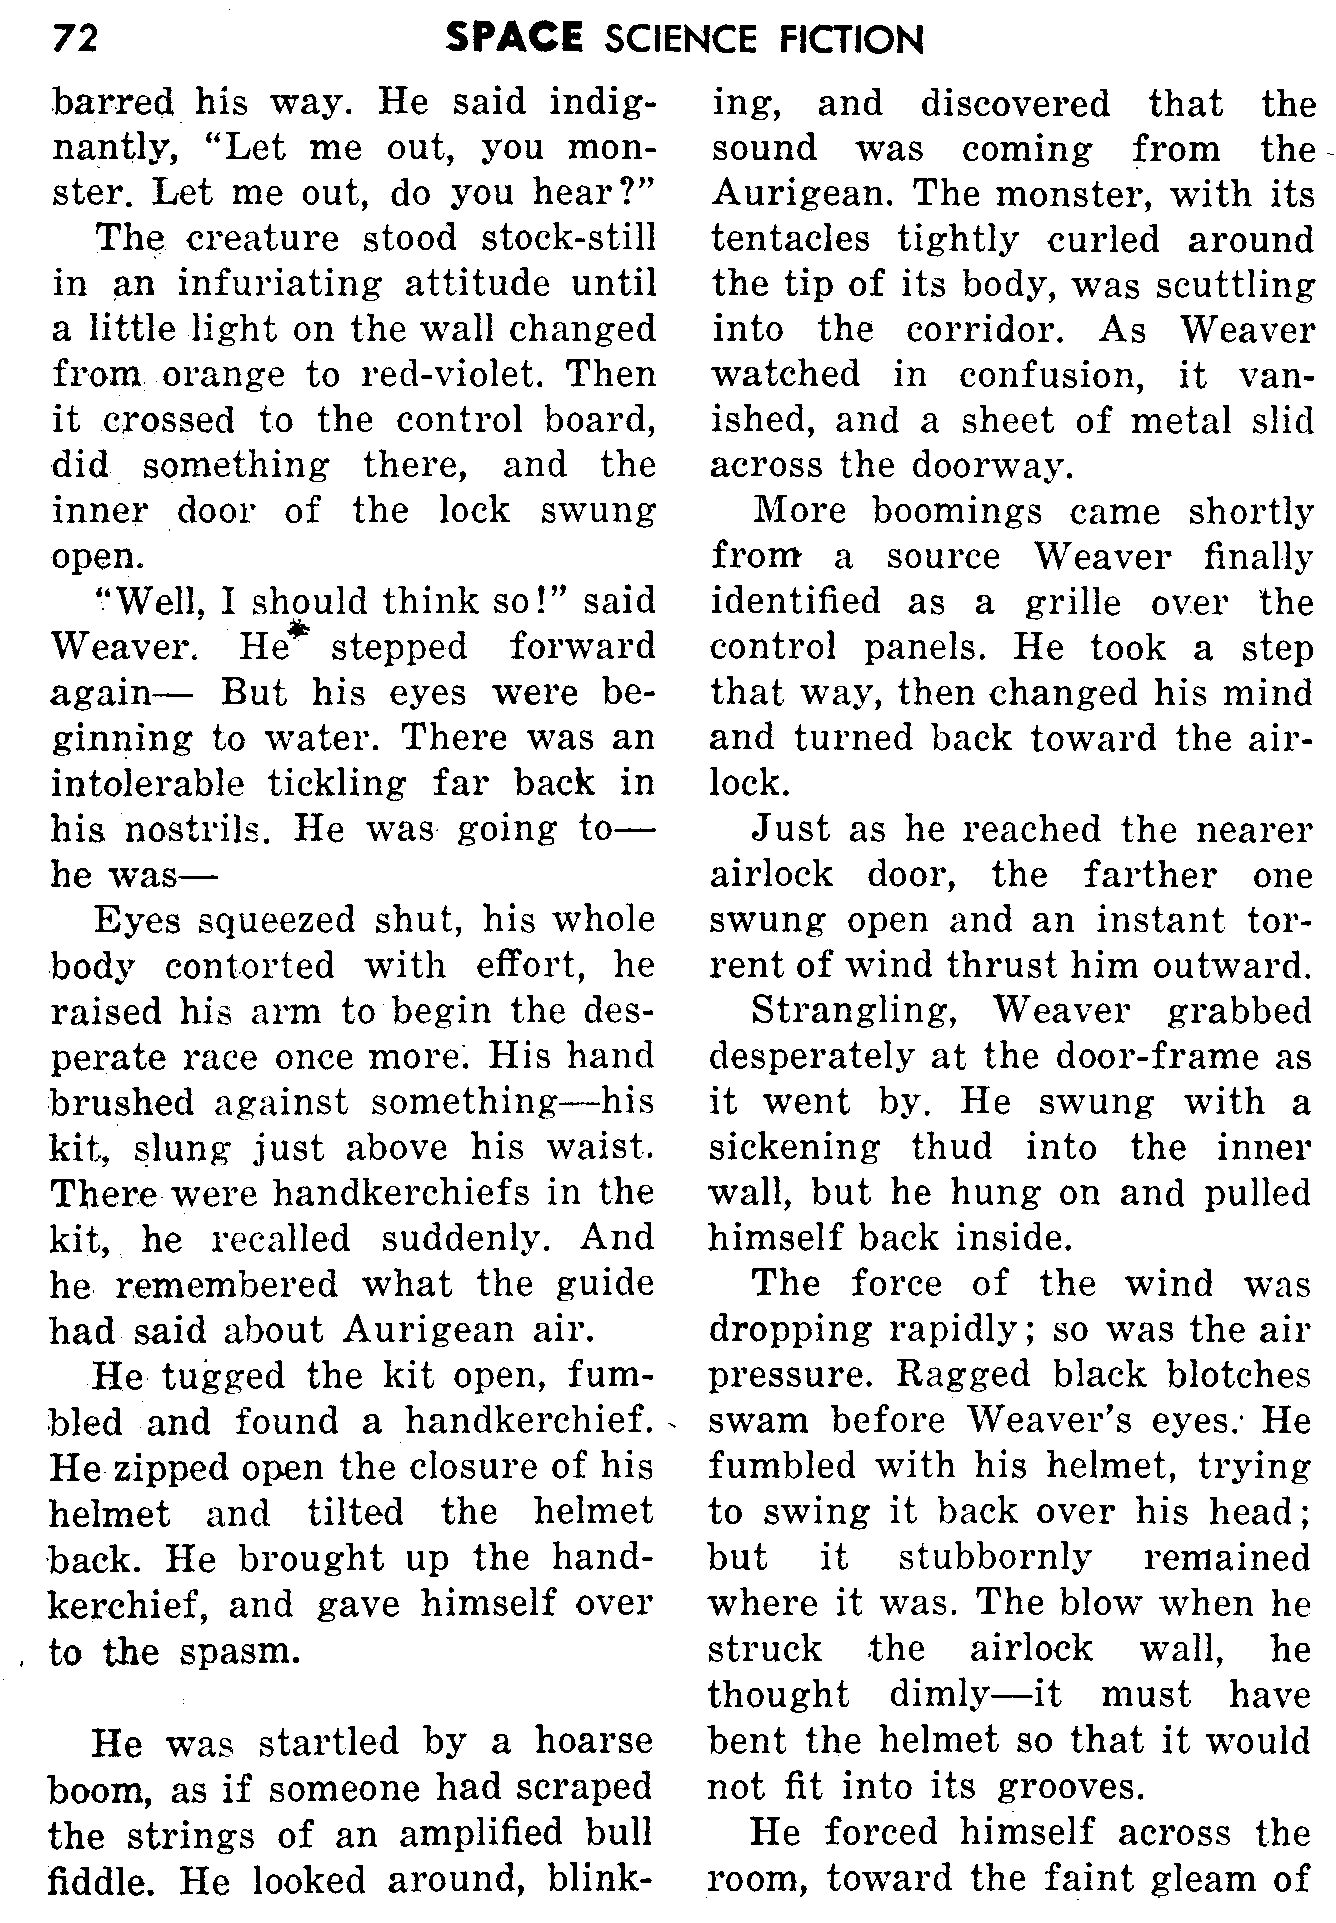 72 SPACE SCIENCE FICTION
barred his way. He said indig-
nantly, “Let me out, you mon-
ster. Let me out, do you hear?”
The creature stood stock-still
in an infuriating attitude until
a little light on the wall changed
from orange to red-violet. Then
it crossed to the control board,
did something there, and the
inner door of the lock swung
open.
“Well, I should think so!” said
Weaver. He stepped forward
again— But his eyes were be-
ginning to water. There was an
intolerable tickling far back in
his nostrils. He was going to—
he was—
Eyes squeezed shut, his whole
body contorted with effort, he
raised his arm to begin the des-
perate race once more. His hand
brushed against something—his
kit, slung just above his waist.
There were handkerchiefs in the
kit, he recalled suddenly. And
he remembered what the guide
had said about Aurigean air.
He tugged the kit open, fum-
bled and found a handkerchief.
He zipped open the closure of his
helmet and tilted the helmet
back. He brought up the hand-
kerchief, and gave himself over
to the spasm.
He was startled by a hoarse
boom, as if someone had scraped
the strings of an amplified bull
fiddle. He looked around, blink-
ing, and discovered that the
sound was coming from the
Aurigean. The monster, with its
tentacles tightly curled around
the tip of its body, was scuttling
into the corridor. As Weaver
watched in confusion, it van-
ished, and a sheet of metal slid
across the doorway.
More boomings came shortly
from a source Weaver finally
identified as a grille over the
control panels. He took a step
that way, then changed his mind
and turned back toward the air-
lock.
Just as he reached the nearer
airlock door, the farther one
swung open and an instant tor-
rent of wind thrust him outward.
Strangling, Weaver grabbed
desperately at the door-frame as
it went by. He swung with a
sickening thud into the inner
wall, but he hung on and pulled
himself back inside.
The force of the wind was
dropping rapidly; so was the air
pressure. Ragged black blotches
swam before Weaver’s eyes. He
fumbled with his helmet, trying
to swing it back over his head;
but it stubbornly remained
where it was. The blow when he
struck the airlock wall, he
thought dimly—it must have
bent the helmet so that it would
not fit into its grooves.
He forced himself across the
room, toward the faint gleam of